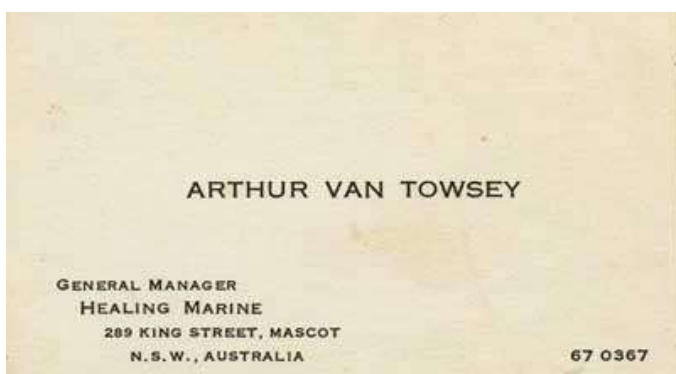 ARTHUR VAN TOWSEY
GENERAL MANAGER
HEALING MARINE
289 KING STREET, MASCOT
N.S.W., AUSTRALIA
67 0367